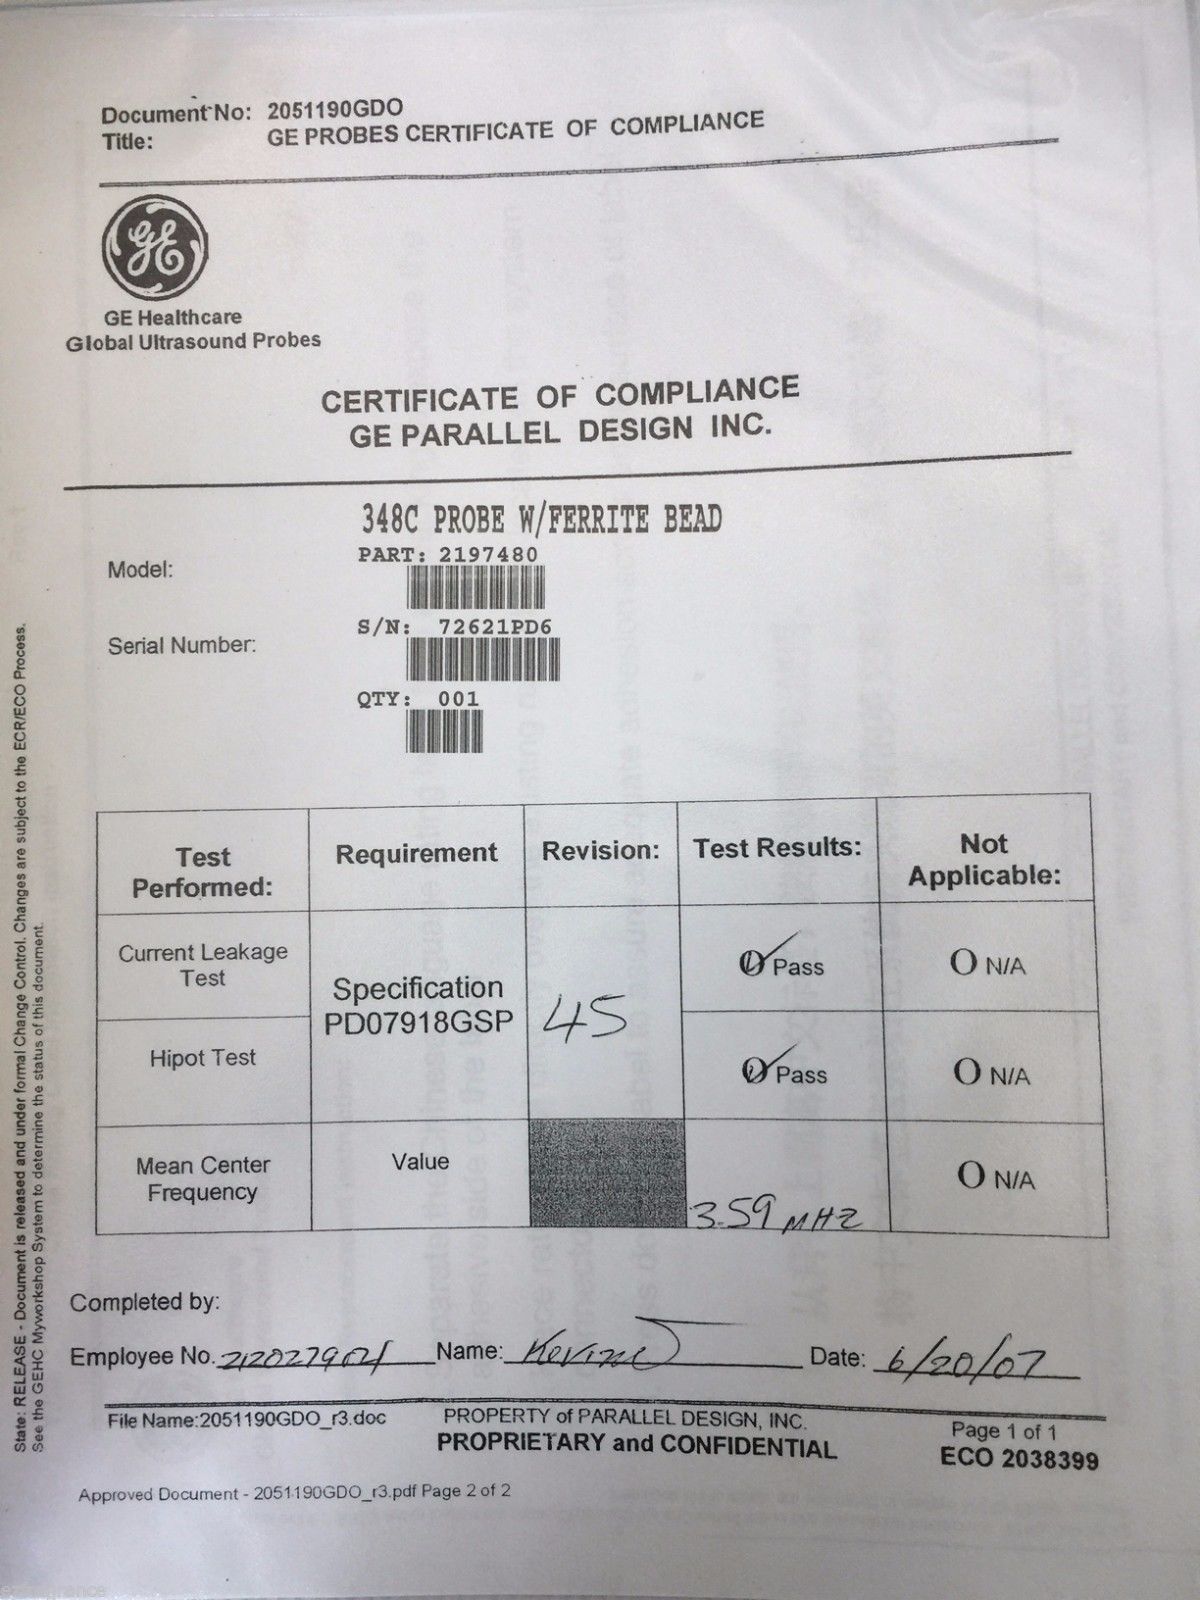 Document No: 2051190GDO
Title: GE PROBES CERTIFICATE OF COMPLIANCE
GE
GE Healthcare
Global Ultrasound Probes
CERTIFICATE OF COMPLIANCE
GE PARALLEL DESIGN INC.
348C PROBE W/FERRITE BEAD
Model: PART: 2197480
Serial Number: S/N: 72621PD6
QTY: 001
Test Performed: Requirement Revision: Test Results: Not Applicable:
Current Leakage Test Pass O N/A
Specification PD07918GSP 45
Hipot Test Pass O N/A
Mean Center Frequency Value 3.59 MHZ O N/A
Completed by:
Employee No. 212027904 Name: Date: 6/20/07
File Name:2051190GDO_r3.doc PROPERTY of PARALLEL DESIGN, INC. Page 1 of 1
PROPRIETARY and CONFIDENTIAL ECO 2038399
Approved Document - 2051190GDO_r3.pdf Page 2 of 2
State: RELEASE - Document is released and under formal Change Control. Changes are subject to the ECR/ECO Process.
See the GEHC Myworkshop System to determine the status of this document.